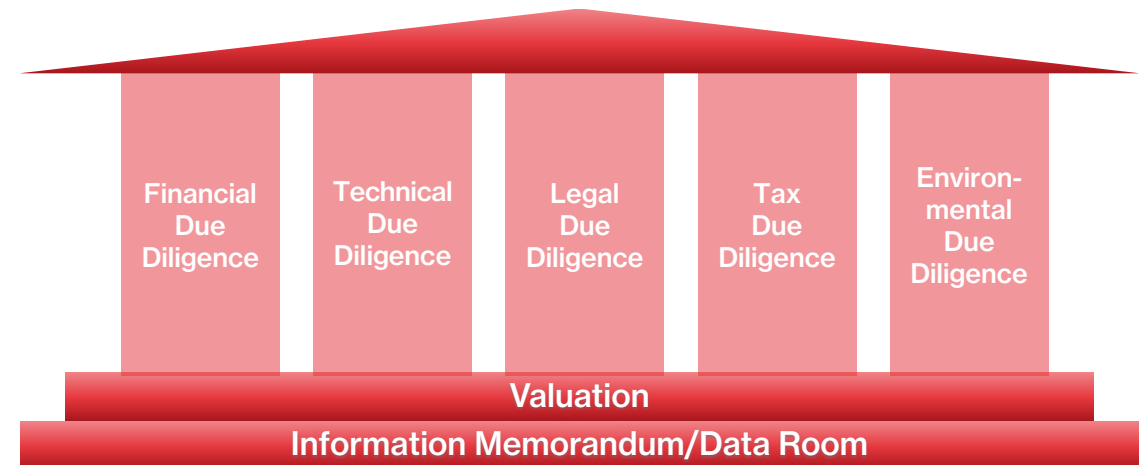 Financial
Due
Diligence
Technical
Due
Diligence
Legal
Due
Diligence
Tax
Due
Diligence
Environ-
mental
Due
Diligence
Valuation
Information Memorandum/Data Room